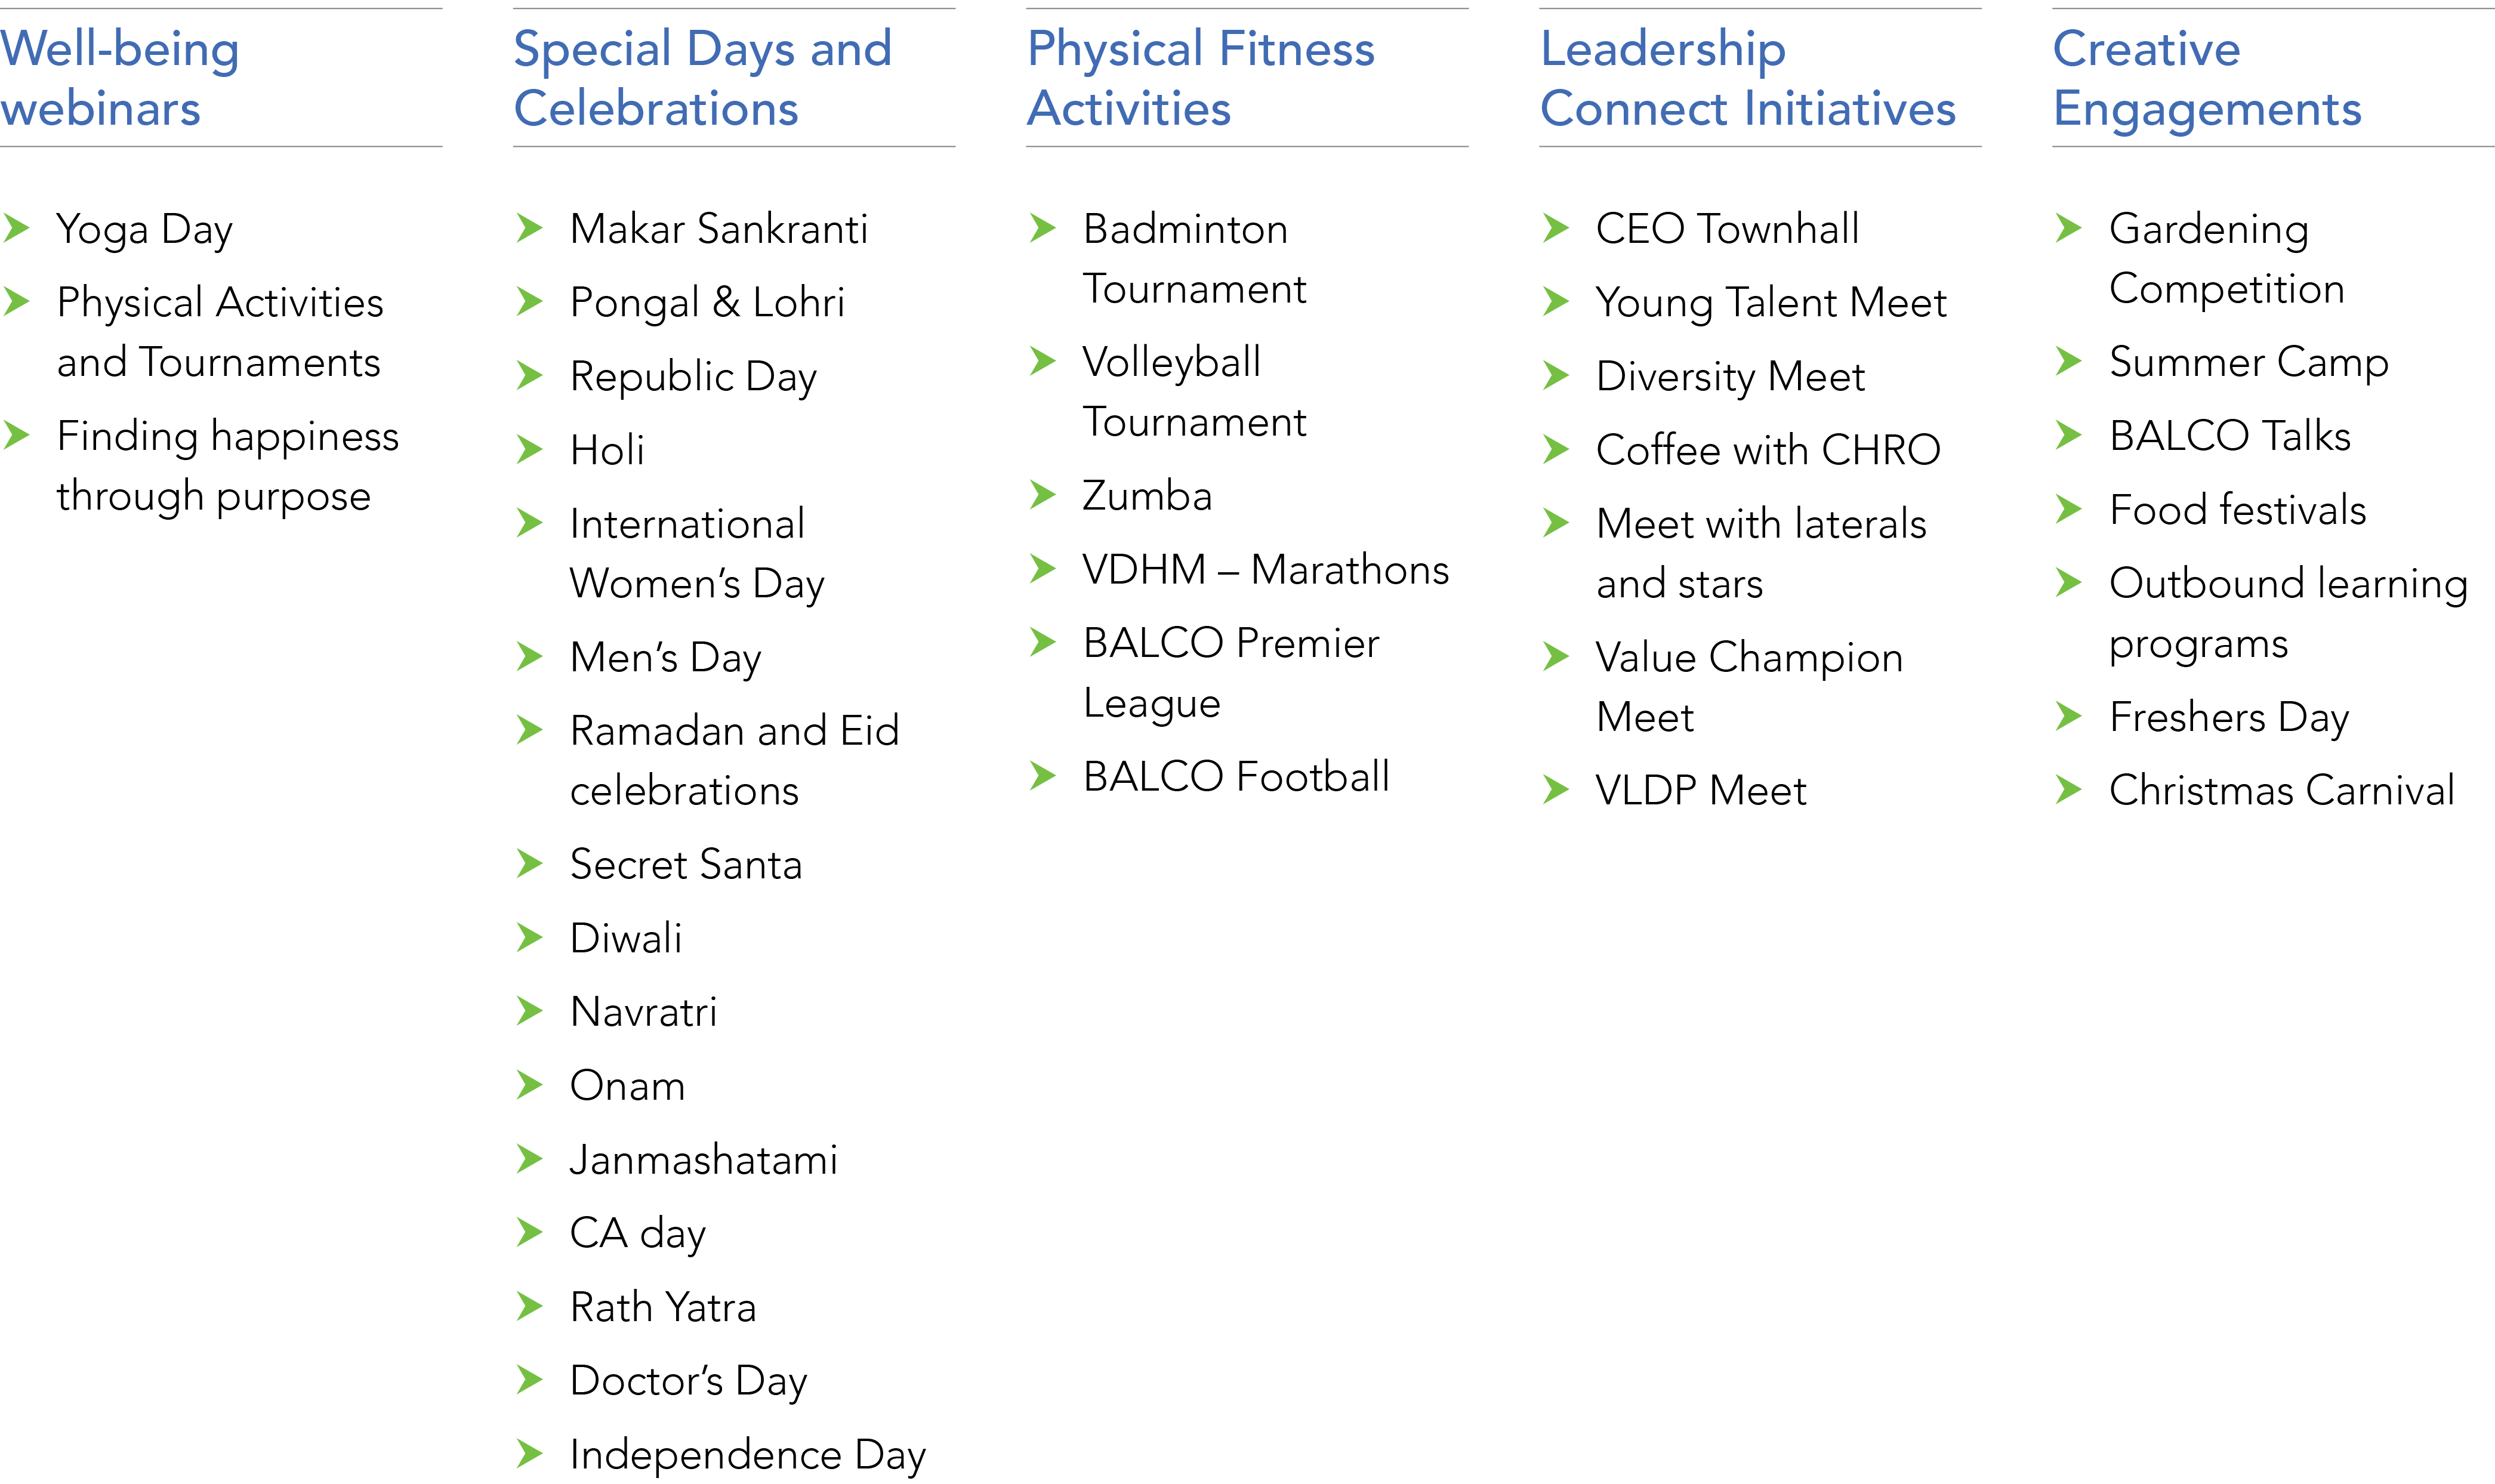 Well-being
webinars
Yoga Day
Physical Activities
and Tournaments
Finding happiness
through purpose
Special Days and
Celebrations
Makar Sankranti
Pongal & Lohri
Republic Day
Holi
International
Women’s Day
Men’s Day
Ramadan and Eid
celebrations
Secret Santa
Diwali
Navratri
Onam
Janmashatami
CA day
Rath Yatra
Doctor’s Day
Independence Day
Physical Fitness
Activities
Badminton
Tournament
Volleyball
Tournament
Zumba
VDHM – Marathons
BALCO Premier
League
BALCO Football
Leadership
Connect Initiatives
CEO Townhall
Young Talent Meet
Diversity Meet
Coffee with CHRO
Meet with laterals
and stars
Value Champion
Meet
VLDP Meet
Creative
Engagements
Gardening
Competition
Summer Camp
BALCO Talks
Food festivals
Outbound learning
programs
Freshers Day
Christmas Carnival